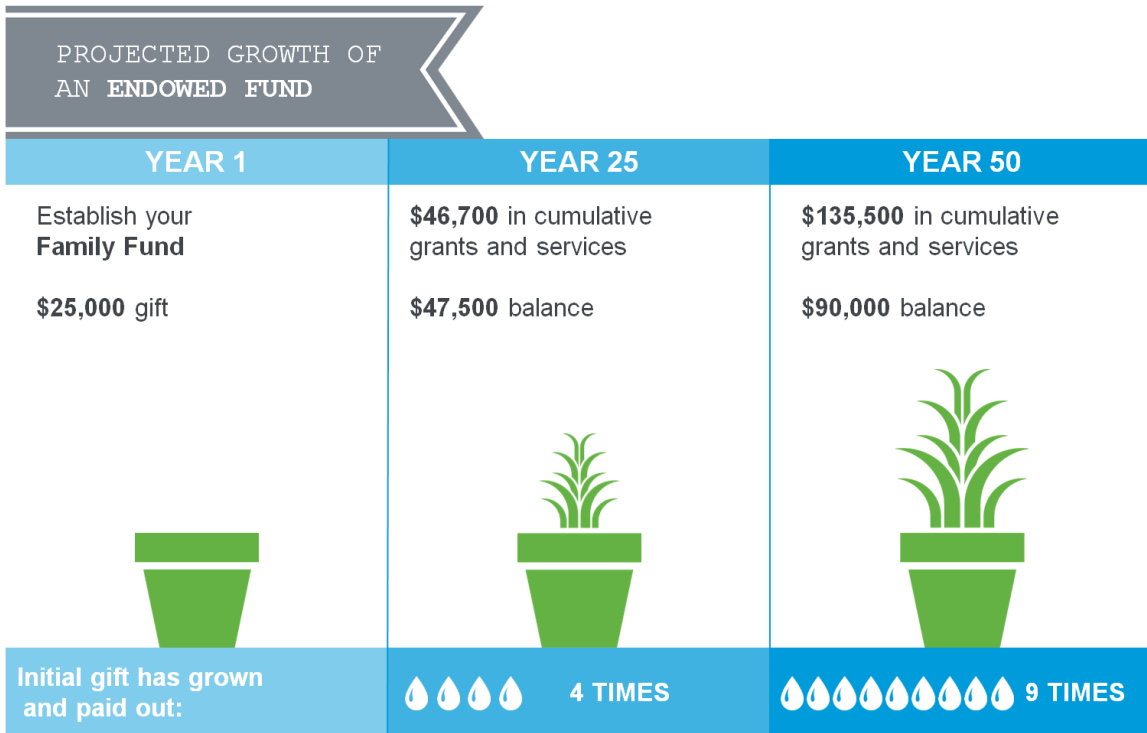 PROJECTED GROWTH OF
AN ENDOWED FUND
YEAR 1
Establish your
Family Fund
$25,000 gift
YEAR 25
$46,700 in cumulative
grants and services
$47,500 balance
YEAR 50
$135,500 in cumulative
grants and services
$90,000 balance
Initial gift has grown
and paid out:
4 TIMES
9 TIMES